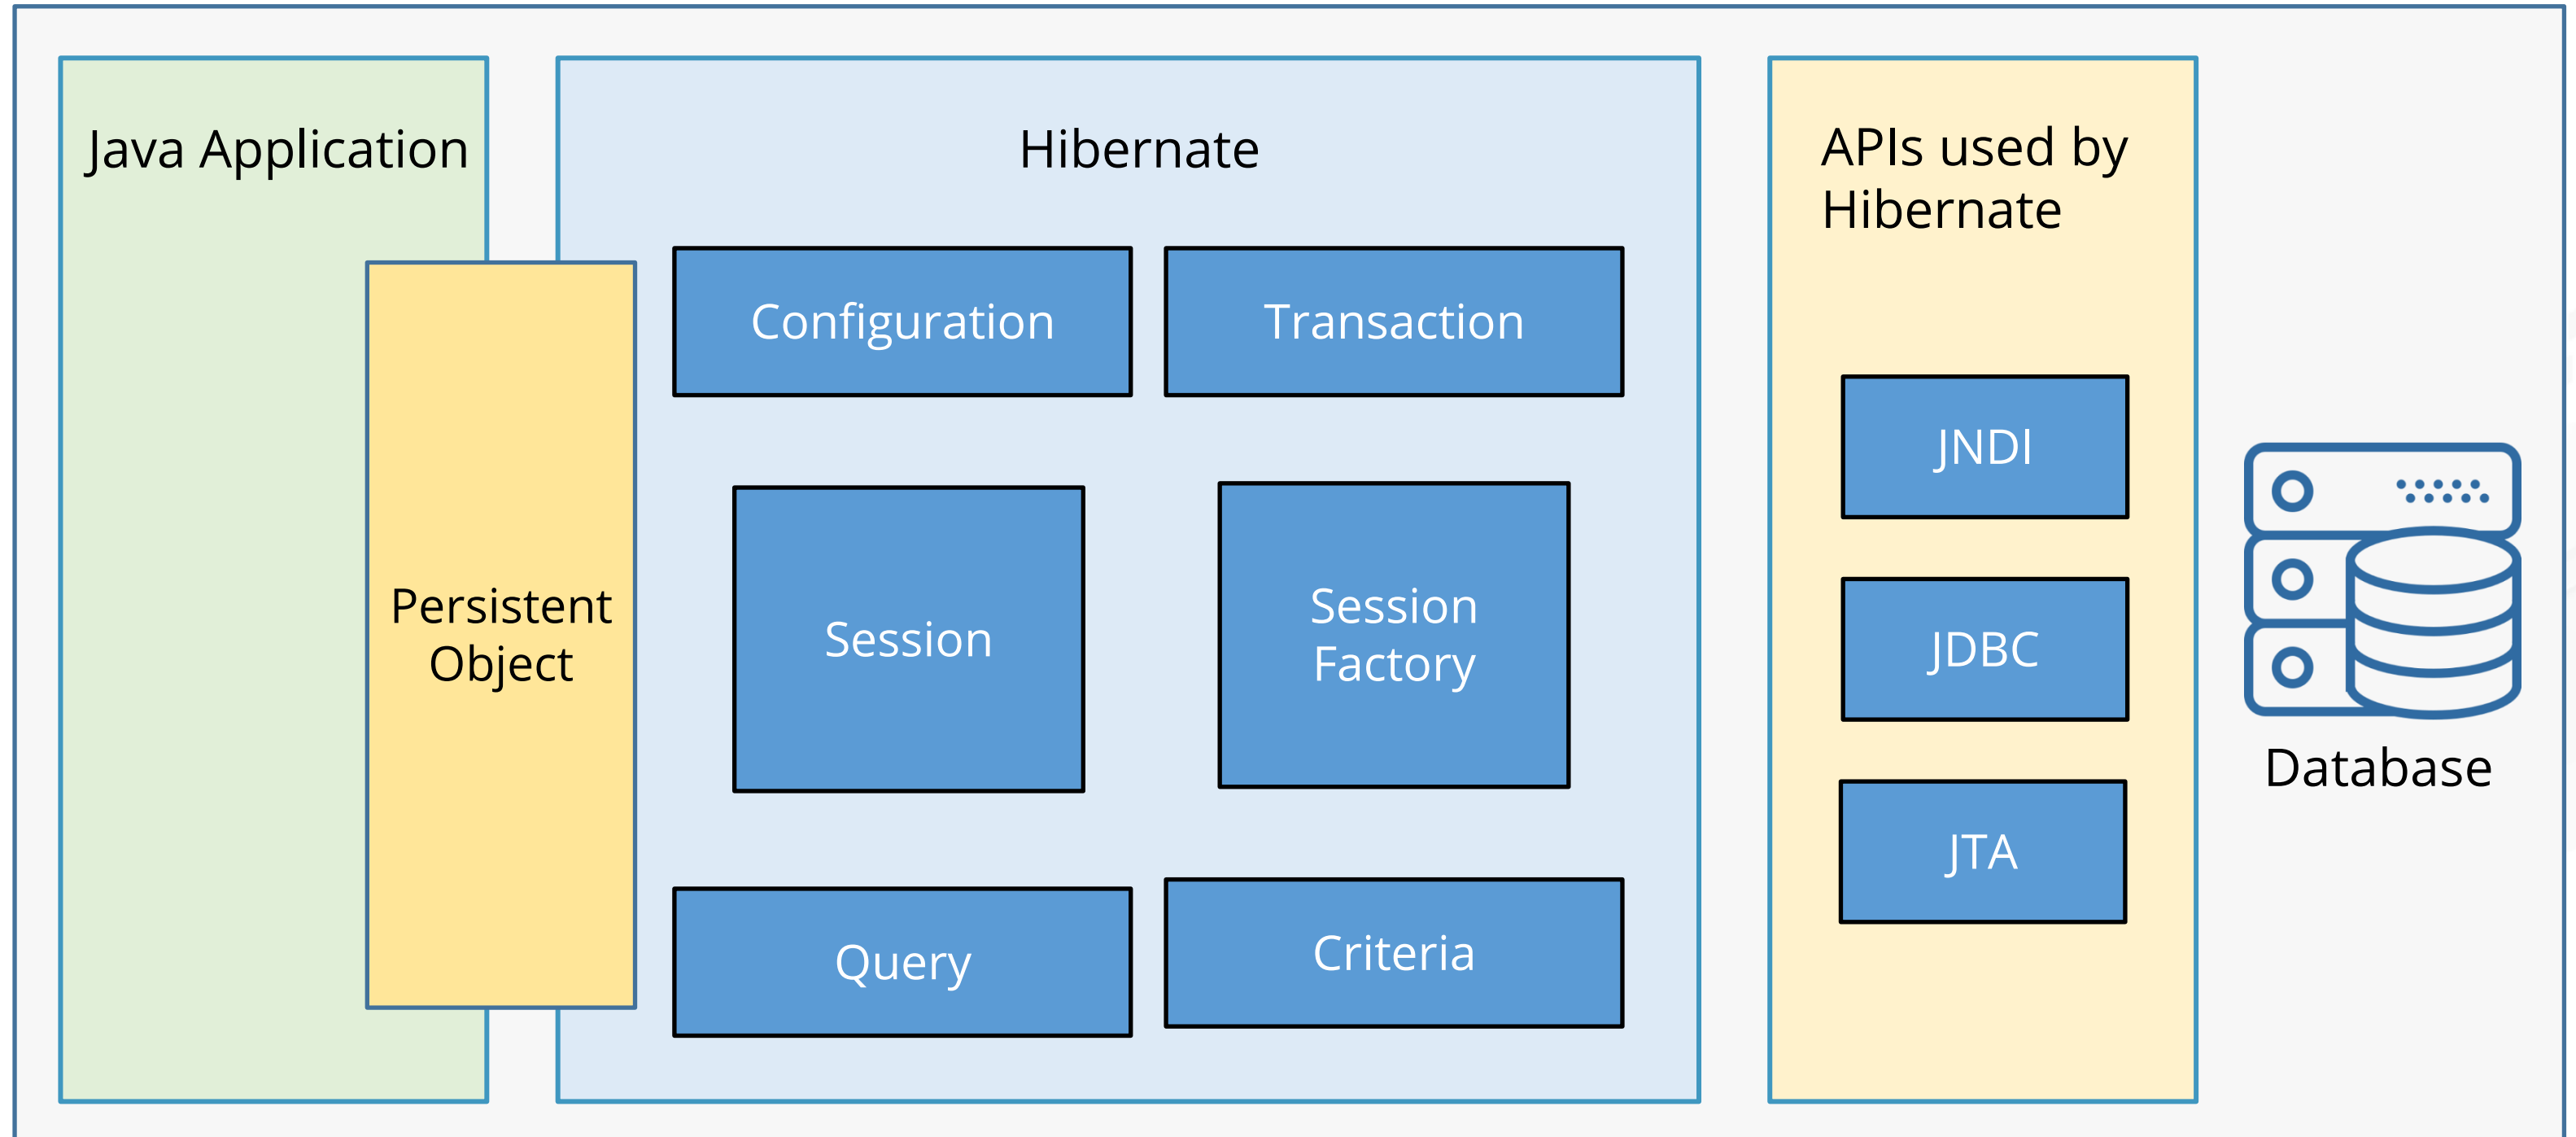 Java Application
Hibernate
APIs used by
Hibernate
Configuration
Transaction
JNDI
Persistent
Object
Session
Session
Factory
JDBC
Database
JTA
Query
Criteria